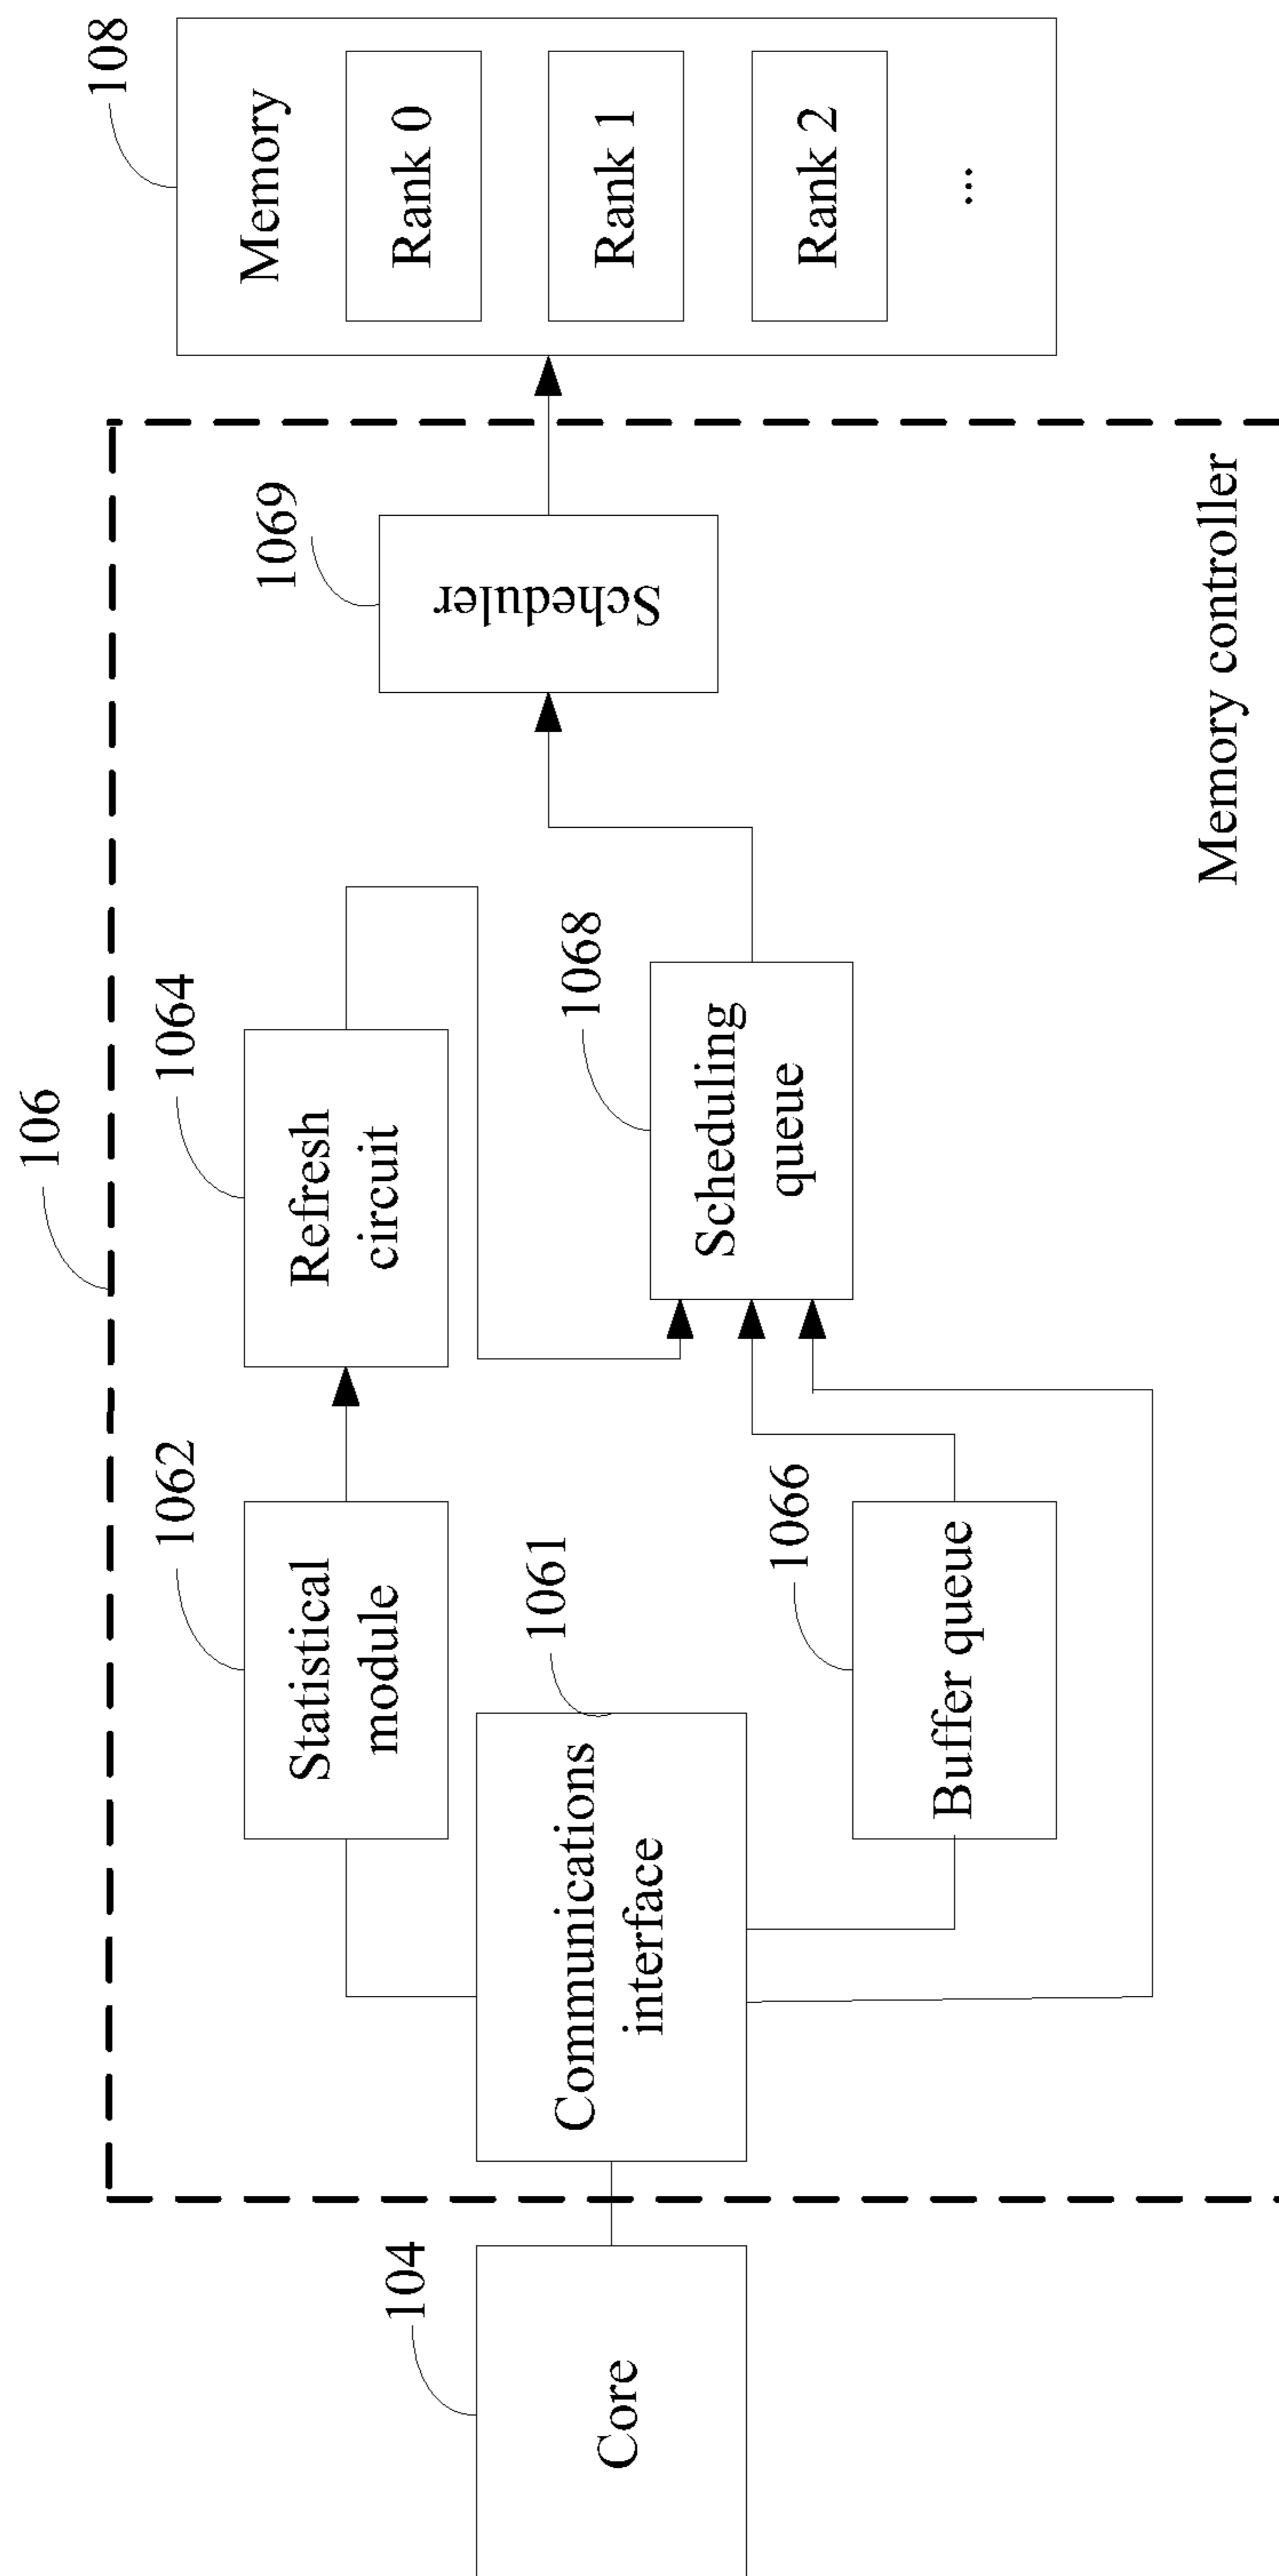 106
108
1062
1064
1069
Memory
Statistical
module
Refresh
circuit
Scheduler
Rank 0
104
1061
1068
Rank 1
Core
Communications
interface
Scheduling
queue
Rank 2
1066
Buffer queue
...
Memory controller